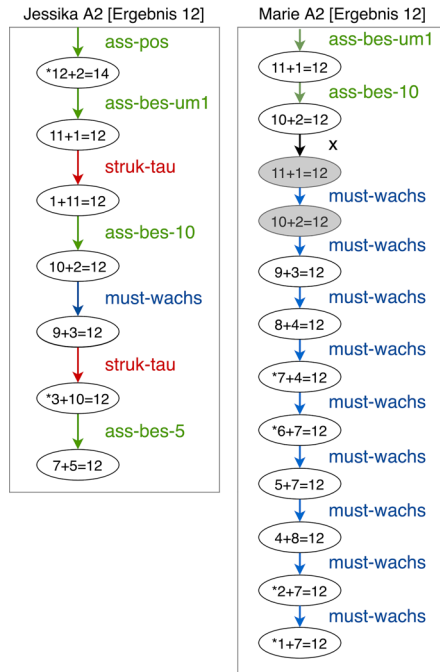 Jessika A2 [Ergebnis 12]
ass-pos
*12+2=14
ass-bes-um1
11+1=12
struk-tau
1+11=12
ass-bes-10
10+2=12
must-wachs
9+3=12
struk-tau
*3+10=12
ass-bes-5
7+5=12
Marie A2 [Ergebnis 12]
ass-bes-um1
11+1=12
ass-bes-10
10+2=12
x
11+1=12
must-wachs
10+2=12
must-wachs
9+3=12
must-wachs
8+4=12
must-wachs
*7+4=12
must-wachs
*6+7=12
must-wachs
5+7=12
must-wachs
4+8=12
must-wachs
*2+7=12
must-wachs
*1+7=12